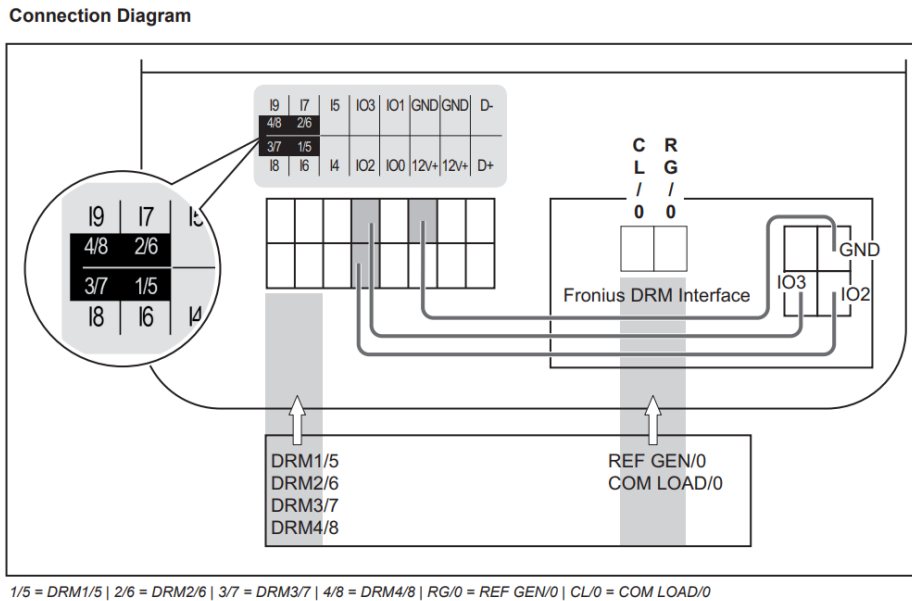 Connection Diagram
I9 I7 I5 IO3 IO1 GND GND D-
4/8 2/6
3/7 1/5
I8 I6 I4 IO2 IO0 12V+ 12V+ D+
C R
L G
/ /
0 0
I9 I7 I5
4/8 2/6
3/7 1/5
I8 I6 I4
GND
IO3
IO2
Fronius DRM Interface
DRM1/5
DRM2/6
DRM3/7
DRM4/8
REF GEN/0
COM LOAD/0
1/5 = DRM1/5 | 2/6 = DRM2/6 | 3/7 = DRM3/7 | 4/8 = DRM4/8 | RG/0 = REF GEN/0 | CL/0 = COM LOAD/0